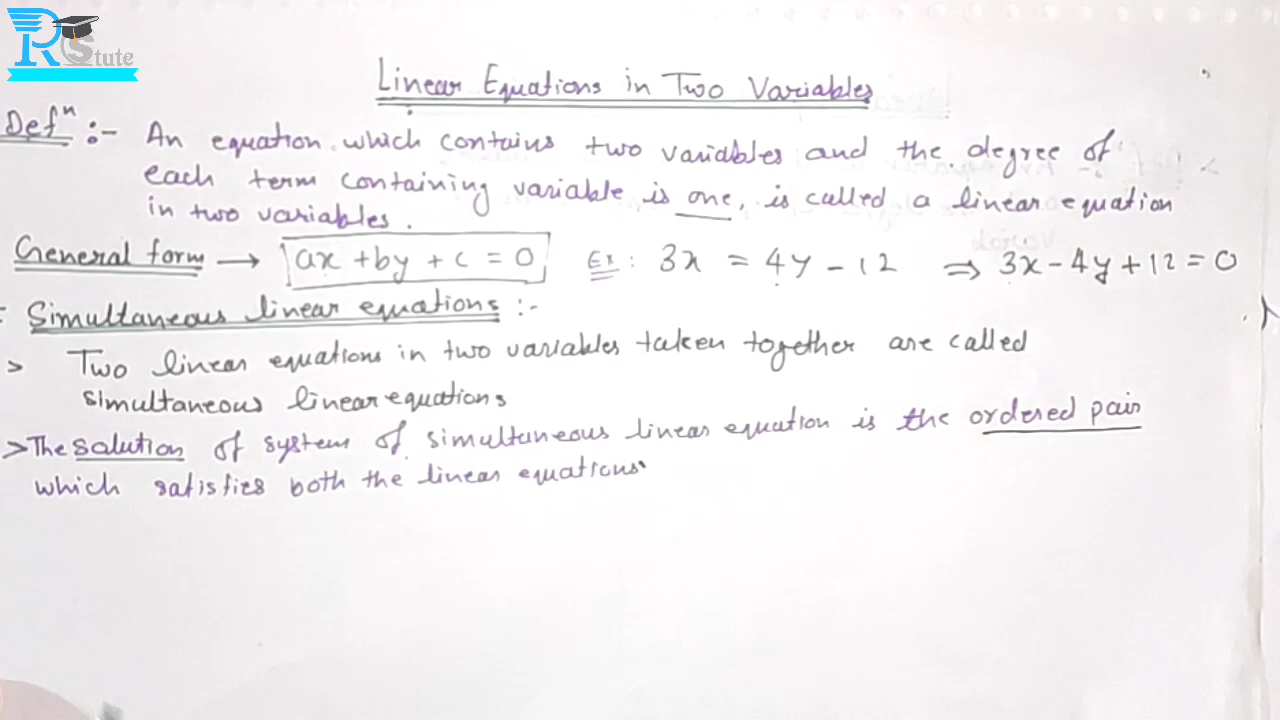 RStute
Linear Equations in Two Variables
Defⁿ :- An equation which contains two variables and the degree of
each term containing variable is one, is called a linear equation
in two variables.
General form → ax + by + c = 0 Ex : 3x = 4y - 12 ⇒ 3x - 4y + 12 = 0
Simultaneous linear equations :-
> Two linear equations in two variables taken together are called
simultaneous linear equations
> The solution of system of simultaneous linear equation is the ordered pair
which satisfies both the linear equations